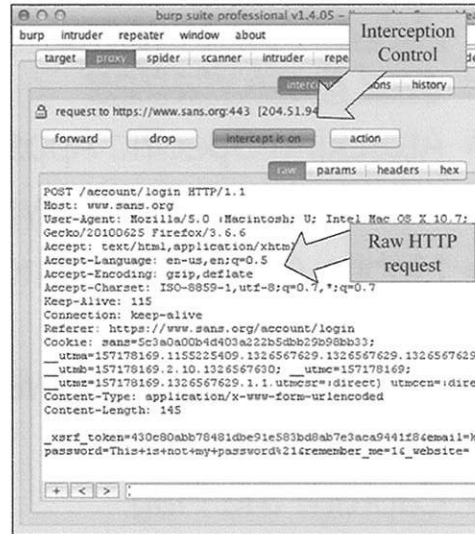 burp suite professional v1.4.05 -
burp intruder repeater window about
Interception
Control
target proxy spider scanner intruder
history
request to https://www.sans.org:443 [204.51.94
forward drop intercept is on action
raw params headers hex
POST /account/login HTTP/1.1
Host: www.sans.org
User-Agent: Mozilla/5.0 (Macintosh; U; Intel Mac OS X 10.7;
Gecko/20100625 Firefox/3.6.6
Accept: text/html,application/xhtml
Accept-Language: en-us,en;q=0.5
Accept-Encoding: gzip,deflate
Accept-Charset: ISO-8859-1,utf-8;q=0.7,*;q=0.7
Keep-Alive: 115
Connection: keep-alive
Raw HTTP
request
Referer: https://www.sans.org/account/login
Cookie: sans=5c3a0a00b4d403a222b5dbb29b98bb33;
__utma=157178169.1155225409.1326567629.1326567629.1326567629
__utmb=157178169.2.10.1326567630; __utmc=157178169;
__utmz=157178169.1326567629.1.1.utmcsr=(direct) utmccn=(dire
Content-Type: application/x-www-form-urlencoded
Content-Length: 145
_xsrf_token=430c80abb78481dbe91e583bd8ab7e3aca9441f8&email=k
password=This+is+not+my+password%21&remember_me=1&_website=
+ < >